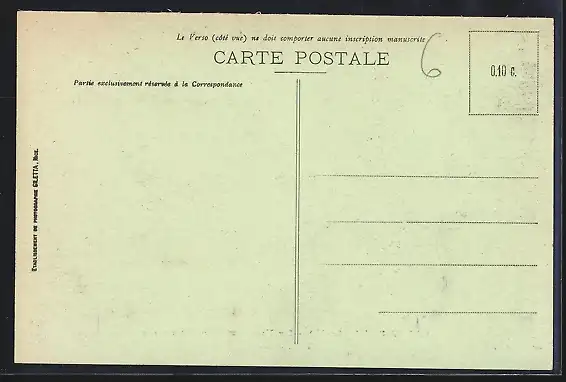 Le Verso (côté vue) ne doit comporter aucune inscription manuscrite
6
CARTE POSTALE
0.10 c.
Partie exclusivement réservée à la Correspondance
ÉTABLISSEMENT DE PHOTOGRAPHIE GILETTA, NICE.